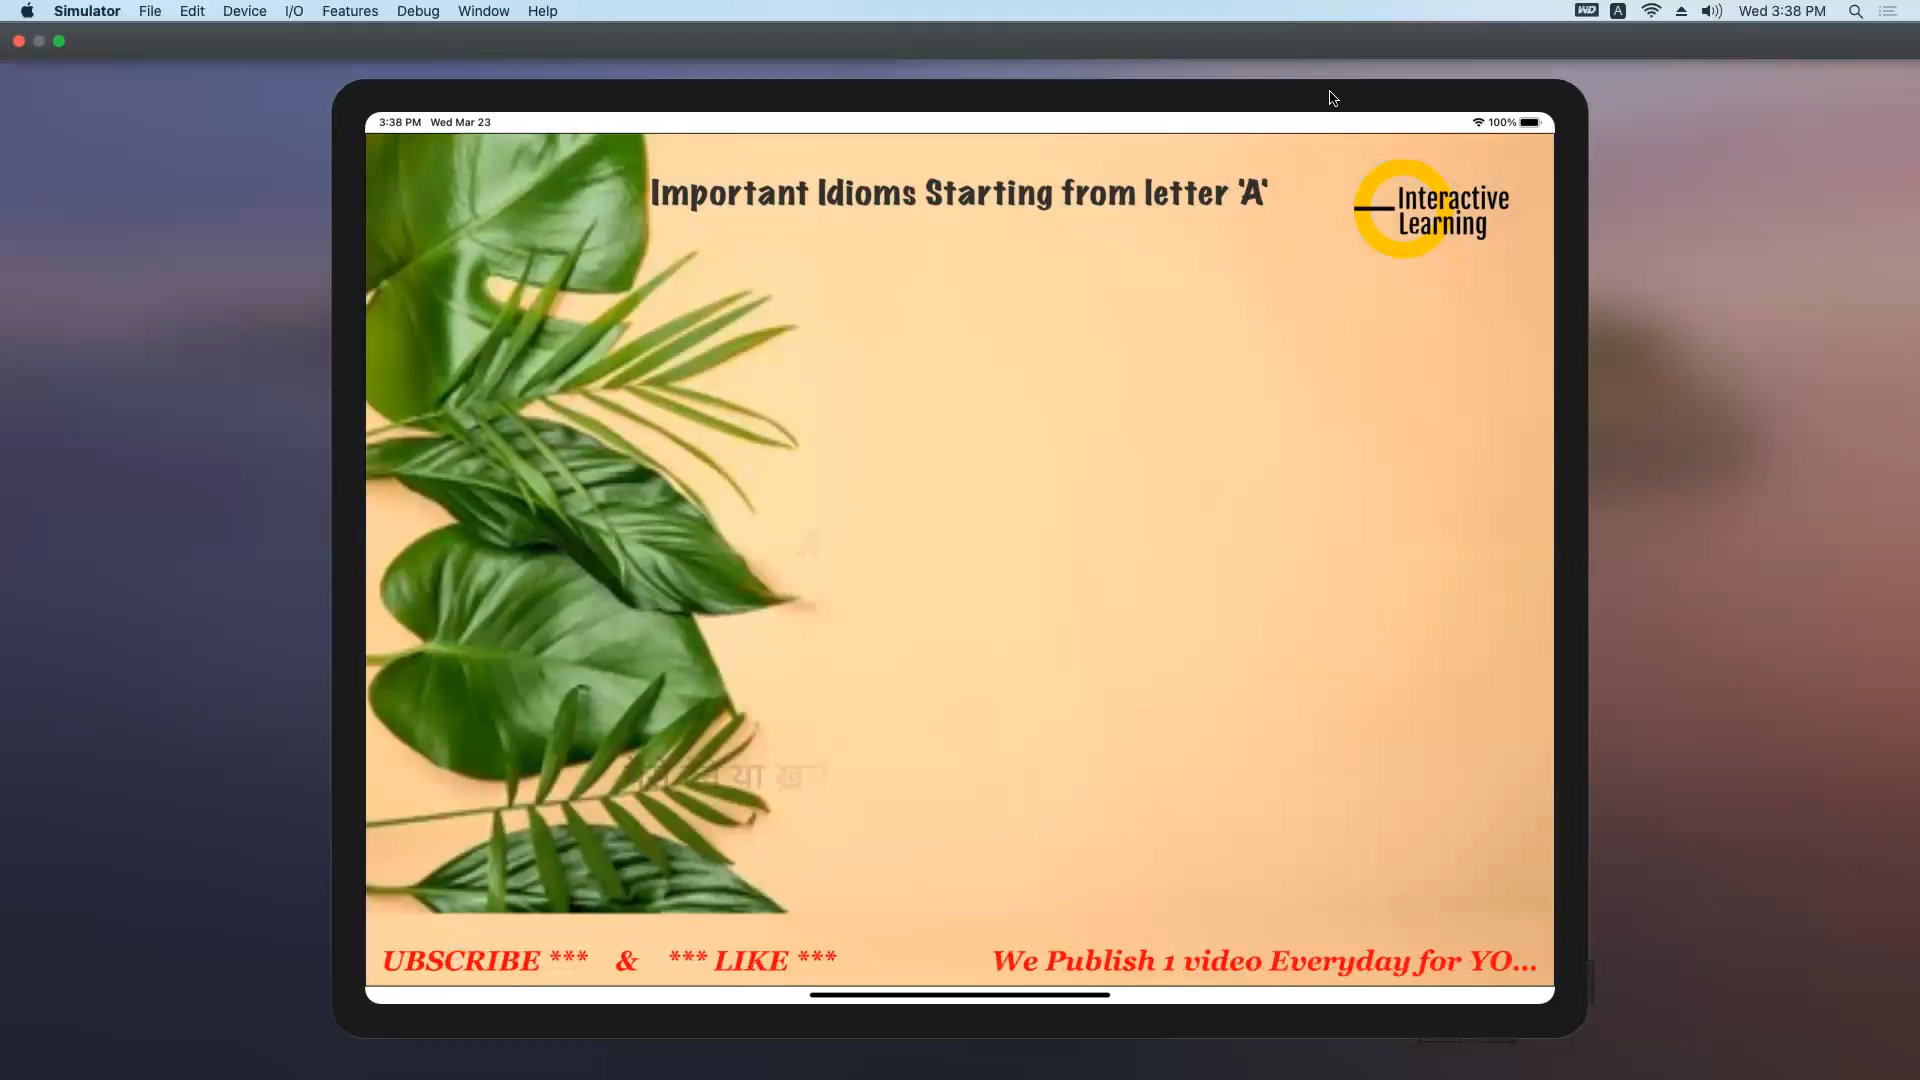 Simulator File Edit Device I/O Features Debug Window Help WD A Wed 3:38 PM
3:38 PM Wed Mar 23 100%
Important Idioms Starting from letter 'A'
Interactive
Learning
A
या
UBSCRIBE *** & *** LIKE *** We Publish 1 video Everyday for YO...